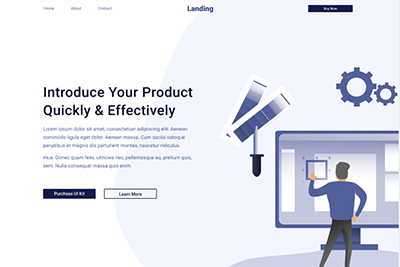 Home About Contact Landing Buy Now
Introduce Your Product
Quickly & Effectively
Lorem ipsum dolor sit amet, consectetuer adipiscing elit. Aenean
commodo ligula eget dolor. Aenean massa. Cum sociis natoque
penatibus et magnis dis parturient montes, nascetur ridiculus
mus. Donec quam felis, ultricies nec, pellentesque eu, pretium quis,
sem. Nulla consequat massa quis enim.
Purchase UI Kit Learn More